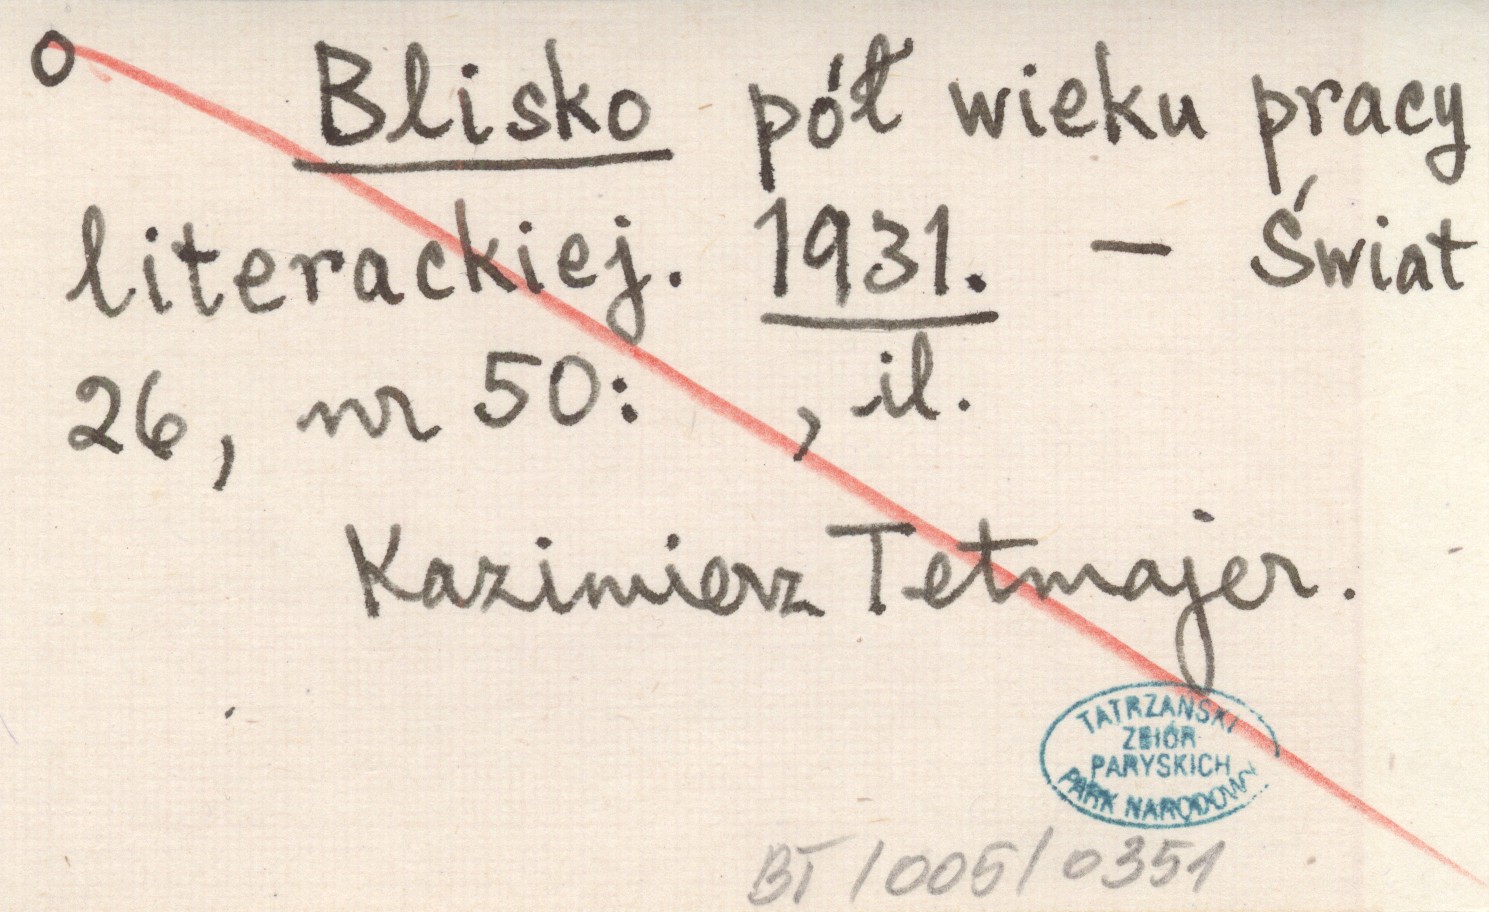 o Blisko pół wieku pracy
literackiej. 1931. – Świat
26, nr 50: , il.
Kazimierz Tetmajer.
TATRZAŃSKI
ZBIÓR
PARYSKICH
PARK NARODOWY
BT/005/0351